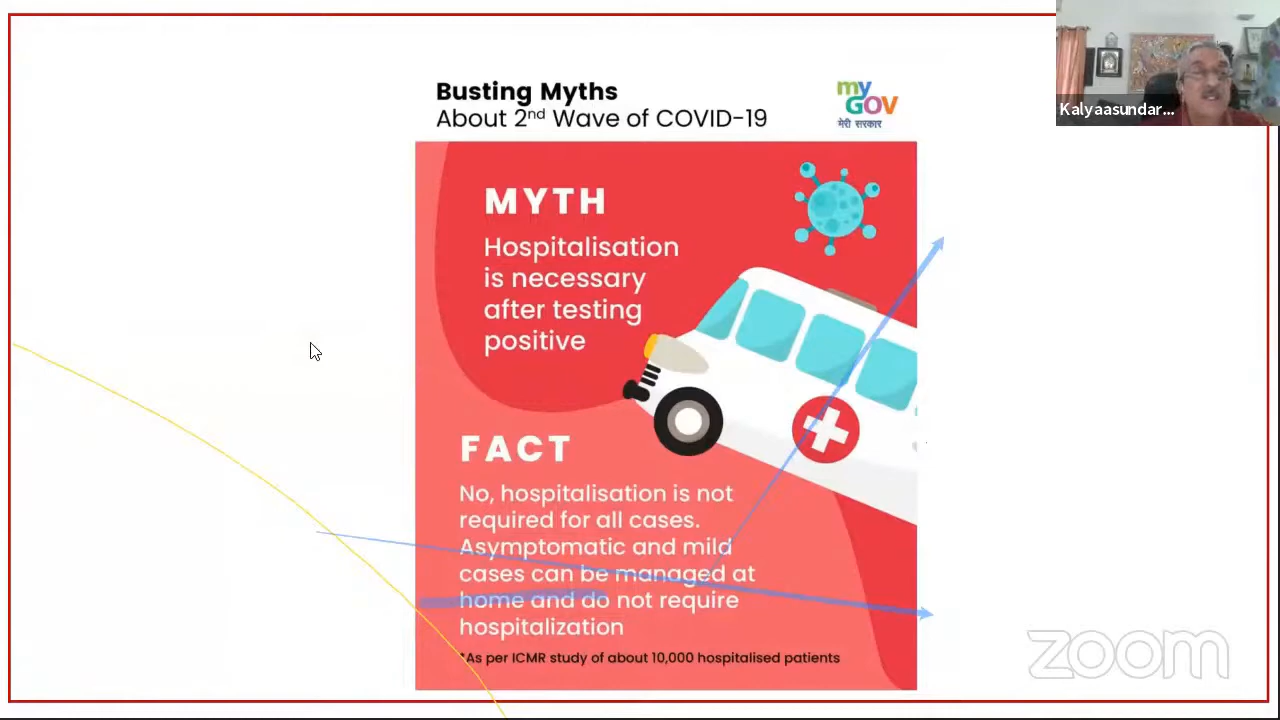 Busting Myths
About 2nd Wave of COVID-19
my
GOV
मेरी सरकार
Kalyaasundar...
MYTH
Hospitalisation
is necessary
after testing
positive
FACT
No, hospitalisation is not
required for all cases.
Asymptomatic and mild
cases can be managed at
home and do not require
hospitalization
*As per ICMR study of about 10,000 hospitalised patients
zoom